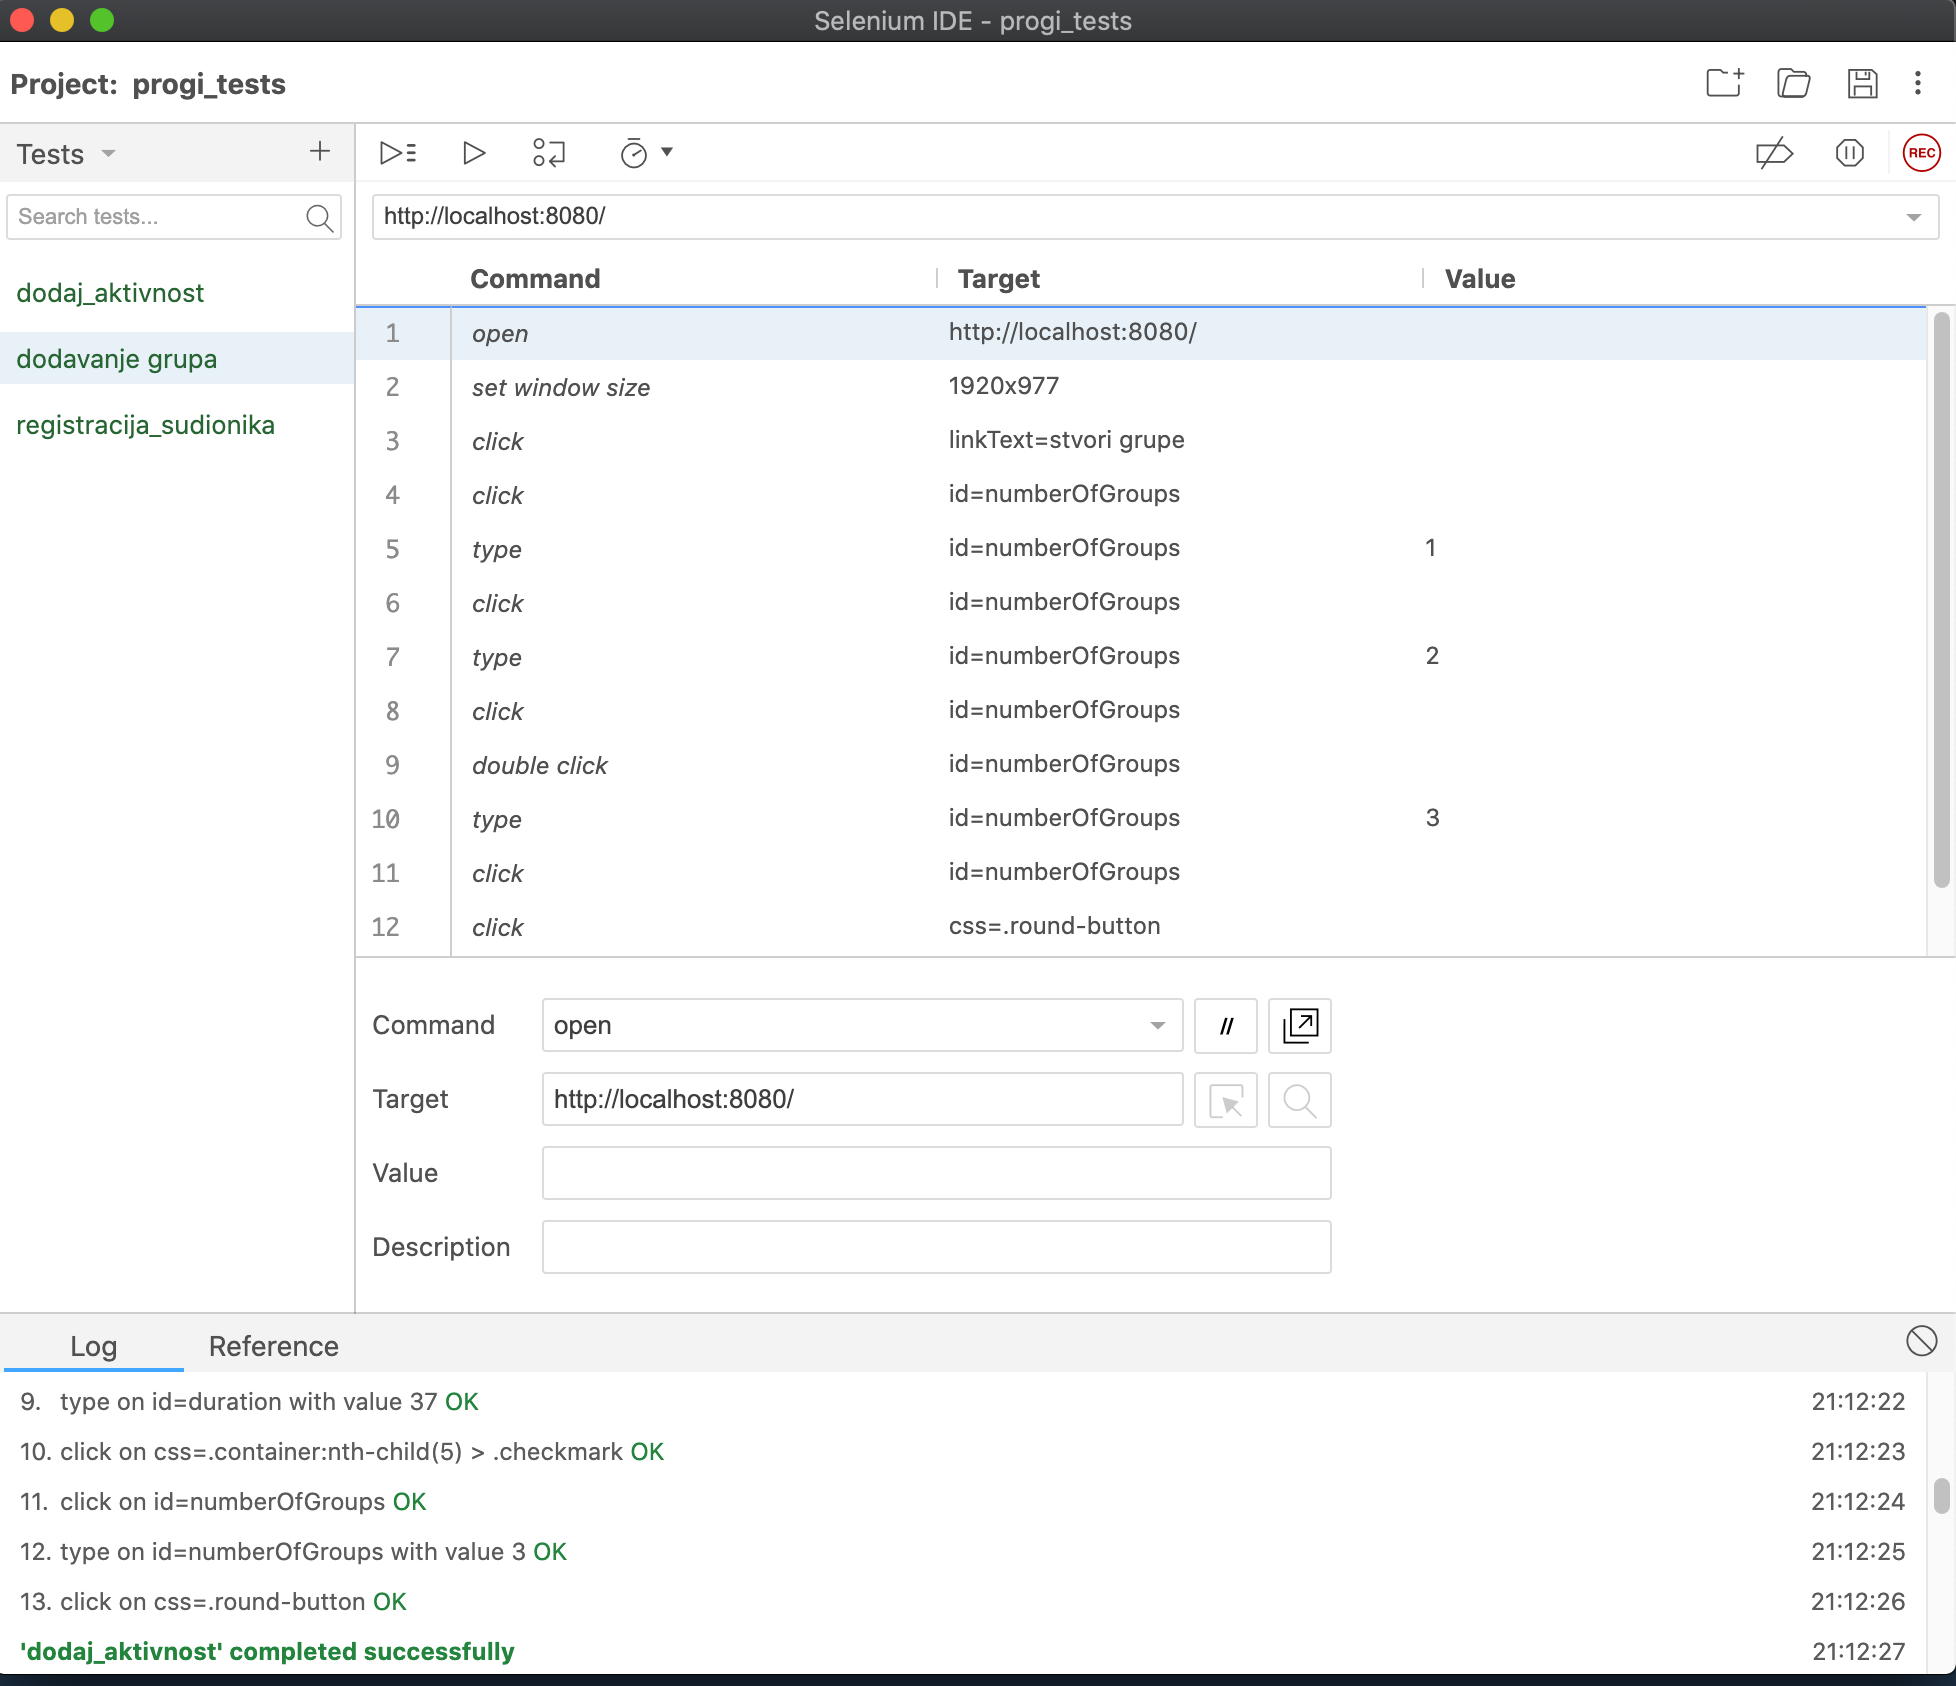 Selenium IDE - progi_tests
Project: progi_tests
Tests
REC
Search tests...
http://localhost:8080/
dodaj_aktivnost
dodavanje grupa
registracija_sudionika
Command Target Value
1 open http://localhost:8080/
2 set window size 1920x977
3 click linkText=stvori grupe
4 click id=numberOfGroups
5 type id=numberOfGroups 1
6 click id=numberOfGroups
7 type id=numberOfGroups 2
8 click id=numberOfGroups
9 double click id=numberOfGroups
10 type id=numberOfGroups 3
11 click id=numberOfGroups
12 click css=.round-button
Command open //
Target http://localhost:8080/
Value
Description
Log Reference
9. type on id=duration with value 37 OK 21:12:22
10. click on css=.container:nth-child(5) > .checkmark OK 21:12:23
11. click on id=numberOfGroups OK 21:12:24
12. type on id=numberOfGroups with value 3 OK 21:12:25
13. click on css=.round-button OK 21:12:26
'dodaj_aktivnost' completed successfully 21:12:27